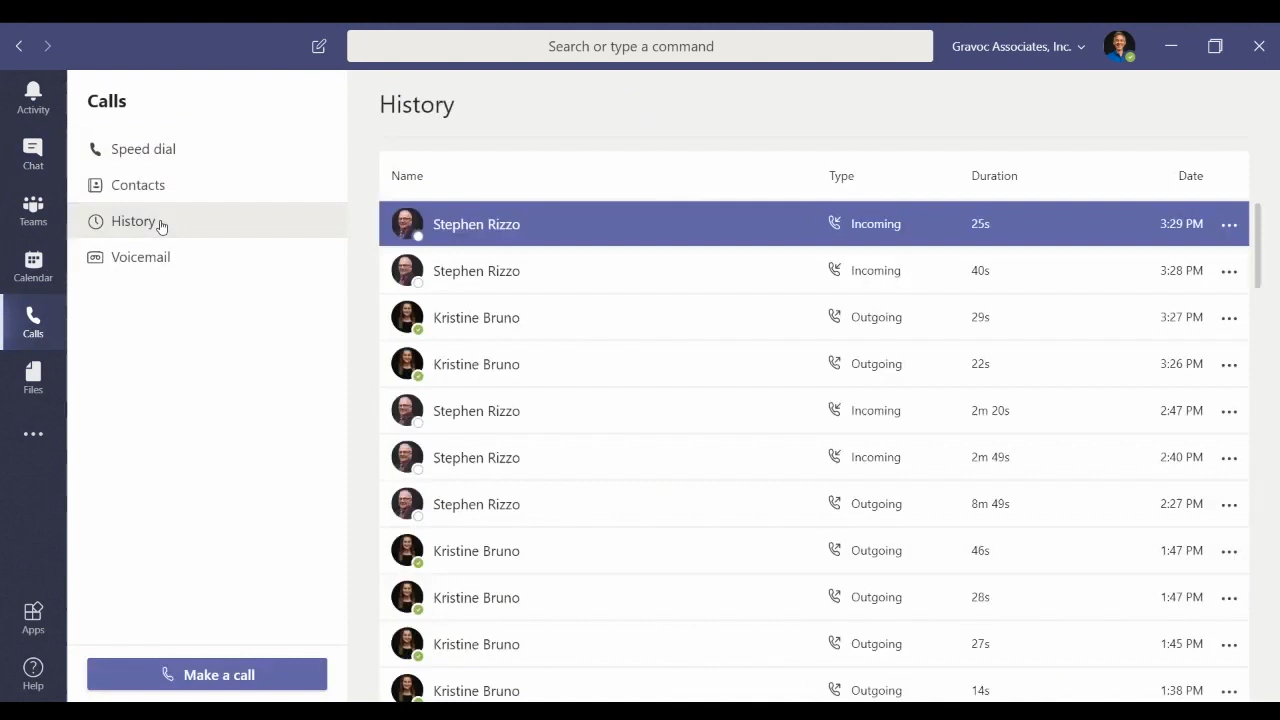 Search or type a command
Gravoc Associates, Inc.
Activity
Chat
Teams
Calendar
Calls
Files
Apps
Help
Calls
Speed dial
Contacts
History
Voicemail
Make a call
History
Name Type Duration Date
Stephen Rizzo Incoming 25s 3:29 PM
Stephen Rizzo Incoming 40s 3:28 PM
Kristine Bruno Outgoing 29s 3:27 PM
Kristine Bruno Outgoing 22s 3:26 PM
Stephen Rizzo Incoming 2m 20s 2:47 PM
Stephen Rizzo Incoming 2m 49s 2:40 PM
Stephen Rizzo Outgoing 8m 49s 2:27 PM
Kristine Bruno Outgoing 46s 1:47 PM
Kristine Bruno Outgoing 28s 1:47 PM
Kristine Bruno Outgoing 27s 1:45 PM
Kristine Bruno Outgoing 14s 1:38 PM